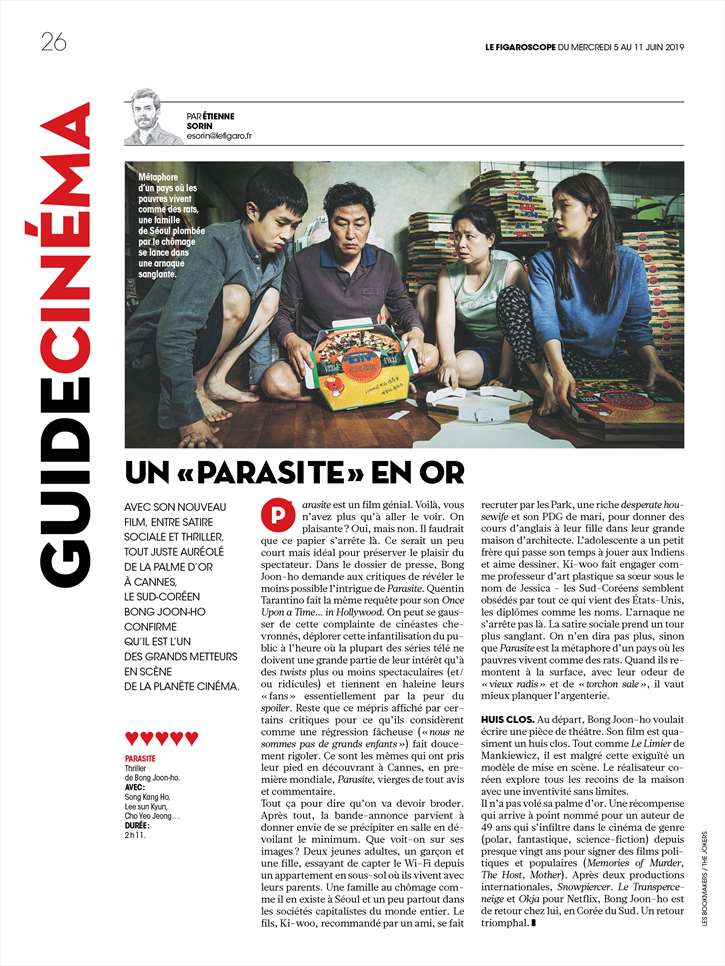 26
LE FIGAROSCOPE DU MERCREDI 5 AU 11 JUIN 2019
GUIDECINÉMA
PAR ÉTIENNE
SORIN
esorin@lefigaro.fr
Métaphore
d'un pays où les
pauvres vivent
comme des rats,
une famille
de Séoul plombée
par le chômage
se lance dans
une arnaque
sanglante.
UN « PARASITE » EN OR
AVEC SON NOUVEAU
FILM, ENTRE SATIRE
SOCIALE ET THRILLER,
TOUT JUSTE AURÉOLÉ
DE LA PALME D'OR
À CANNES,
LE SUD-CORÉEN
BONG JOON-HO
CONFIRME
QU'IL EST L'UN
DES GRANDS METTEURS
EN SCÈNE
DE LA PLANÈTE CINÉMA.
PARASITE
Thriller
de Bong Joon-ho.
AVEC :
Song Kang Ho,
Lee sun Kyun,
Cho Yeo Jeong…
DURÉE :
2 h 11.
Parasite est un film génial. Voilà, vous
n'avez plus qu'à aller le voir. On
plaisante ? Oui, mais non. Il faudrait
que ce papier s'arrête là. Ce serait un peu
court mais idéal pour préserver le plaisir du
spectateur. Dans le dossier de presse, Bong
Joon-ho demande aux critiques de révéler le
moins possible l'intrigue de Parasite. Quentin
Tarantino fait la même requête pour son Once
Upon a Time… in Hollywood. On peut se gaus-
ser de cette complainte de cinéastes che-
vronnés, déplorer cette infantilisation du pu-
blic à l'heure où la plupart des séries télé ne
doivent une grande partie de leur intérêt qu'à
des twists plus ou moins spectaculaires (et/
ou ridicules) et tiennent en haleine leurs
« fans » essentiellement par la peur du
spoiler. Reste que ce mépris affiché par cer-
tains critiques pour ce qu'ils considèrent
comme une régression fâcheuse (« nous ne
sommes pas de grands enfants ») fait douce-
ment rigoler. Ce sont les mêmes qui ont pris
leur pied en découvrant à Cannes, en pre-
mière mondiale, Parasite, vierges de tout avis
et commentaire.
Tout ça pour dire qu'on va devoir broder.
Après tout, la bande-annonce parvient à
donner envie de se précipiter en salle en dé-
voilant le minimum. Que voit-on sur ses
images ? Deux jeunes adultes, un garçon et
une fille, essayant de capter le Wi-Fi depuis
un appartement en sous-sol où ils vivent avec
leurs parents. Une famille au chômage com-
me il en existe à Séoul et un peu partout dans
les sociétés capitalistes du monde entier. Le
fils, Ki-woo, recommandé par un ami, se fait
recruter par les Park, une riche desperate hou-
sewife et son PDG de mari, pour donner des
cours d'anglais à leur fille dans leur grande
maison d'architecte. L'adolescente a un petit
frère qui passe son temps à jouer aux Indiens
et aime dessiner. Ki-woo fait engager com-
me professeur d'art plastique sa sœur sous le
nom de Jessica – les Sud-Coréens semblent
obsédés par tout ce qui vient des États-Unis,
les diplômes comme les noms. L'arnaque ne
s'arrête pas là. La satire sociale prend un tour
plus sanglant. On n'en dira pas plus, sinon
que Parasite est la métaphore d'un pays où les
pauvres vivent comme des rats. Quand ils re-
montent à la surface, avec leur odeur de
« vieux radis » et de « torchon sale », il vaut
mieux planquer l'argenterie.
HUIS CLOS. Au départ, Bong Joon-ho voulait
écrire une pièce de théâtre. Son film est qua-
siment un huis clos. Tout comme Le Limier de
Mankiewicz, il est malgré cette exiguïté un
modèle de mise en scène. Le réalisateur co-
réen explore tous les recoins de la maison
avec une inventivité sans limites.
Il n'a pas volé sa palme d'or. Une récompense
qui arrive à point nommé pour un auteur de
49 ans qui s'infiltre dans le cinéma de genre
(polar, fantastique, science-fiction) depuis
presque vingt ans pour signer des films poli-
tiques et populaires (Memories of Murder,
The Host, Mother). Après deux productions
internationales, Snowpiercer. Le Transperce-
neige et Okja pour Netflix, Bong Joon-ho est
de retour chez lui, en Corée du Sud. Un retour
triomphal.
LES BOOKMAKERS / THE JOKERS